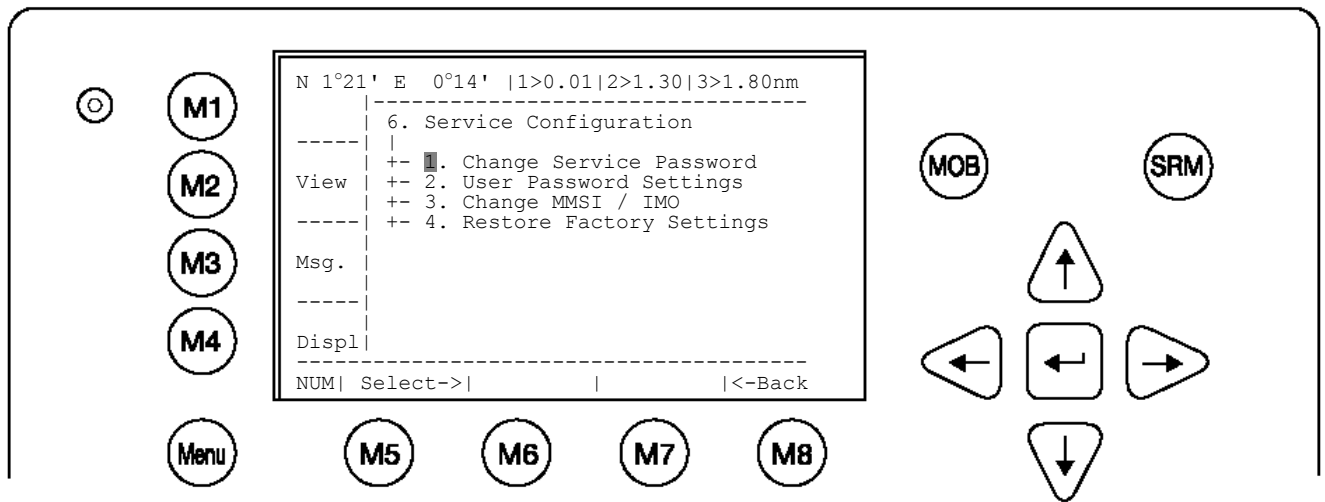 N 1°21' E 0°14' |1>0.01|2>1.30|3>1.80nm
6. Service Configuration
+- 1. Change Service Password
View | +- 2. User Password Settings
+- 3. Change MMSI / IMO
+- 4. Restore Factory Settings
Msg.
Displ
NUM| Select->| | |<-Back
M1
M2
M3
M4
Menu
M5
M6
M7
M8
MOB
SRM